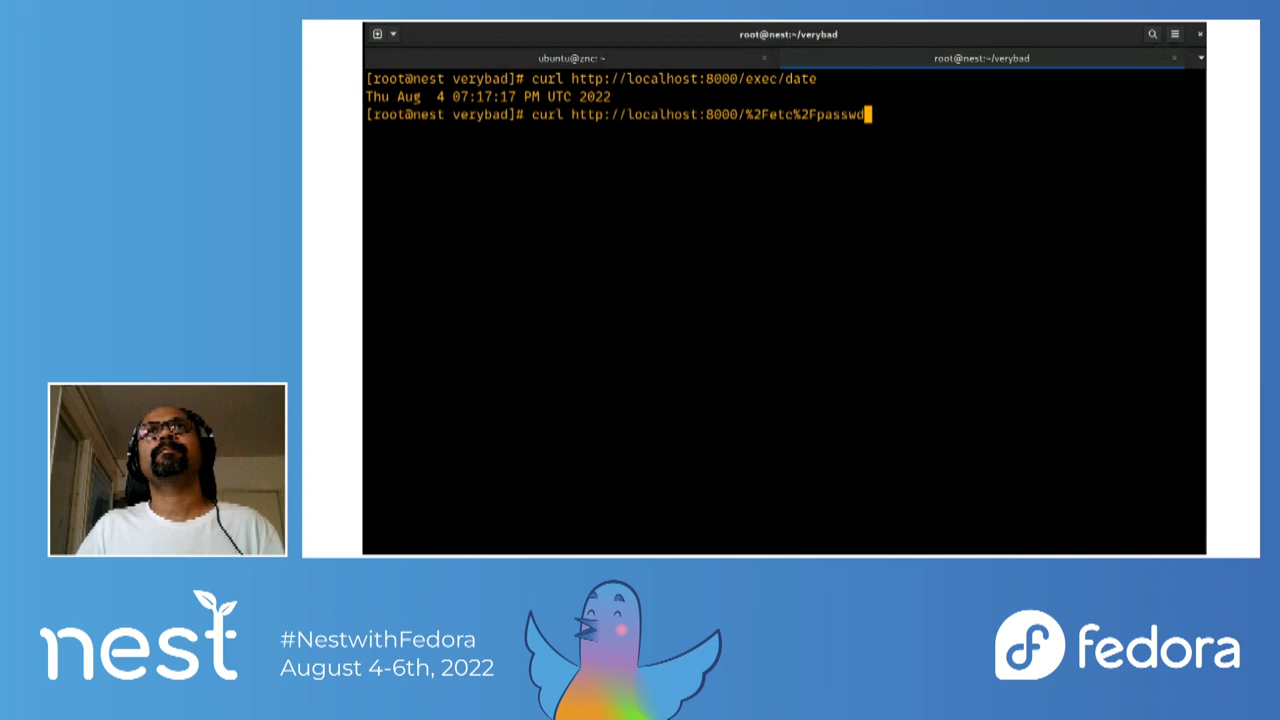 root@nest:~/verybad
ubuntu@znc: ~
root@nest:~/verybad
[root@nest verybad]# curl http://localhost:8000/exec/date
Thu Aug  4 07:17:17 PM UTC 2022
[root@nest verybad]# curl http://localhost:8000/%2Fetc%2Fpasswd
nest
#NestwithFedora
August 4-6th, 2022
fedora